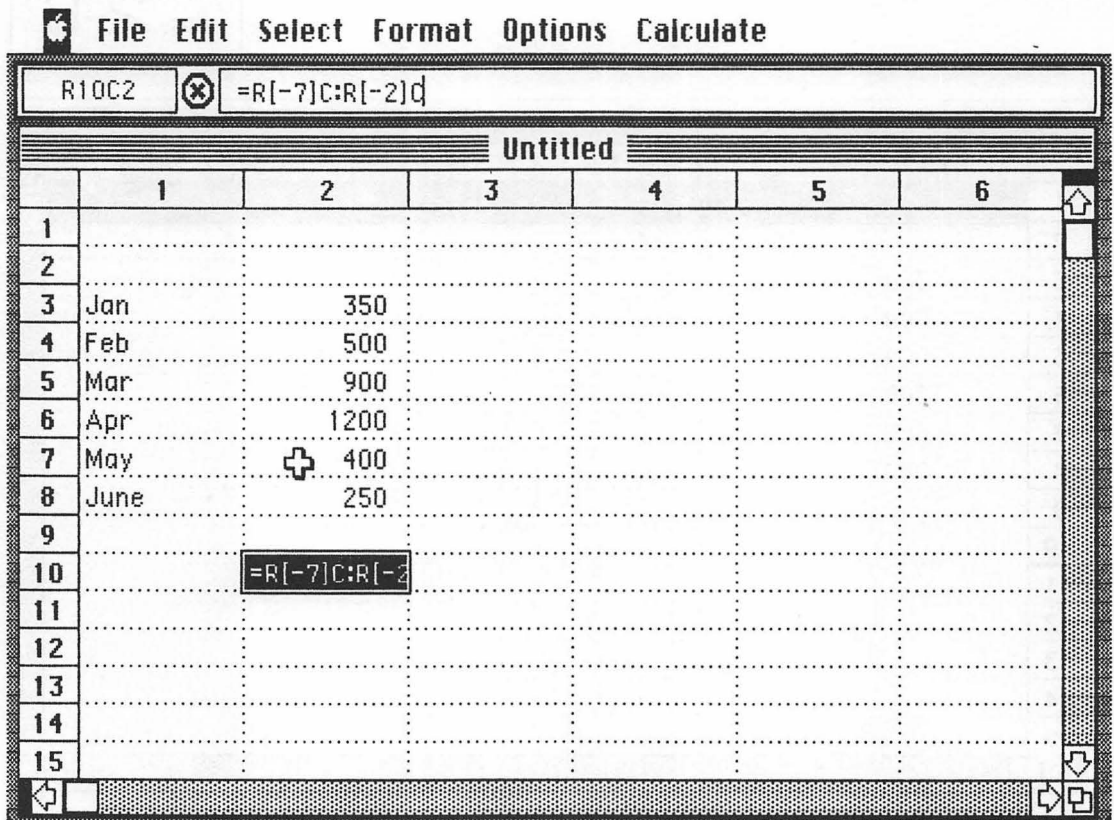 File Edit Select Format Options Calculate
R10C2 =R[-7]C:R[-2]C
Untitled
1 2 3 4 5 6
1
2
3 Jan 350
4 Feb 500
5 Mar 900
6 Apr 1200
7 May 400
8 June 250
9
10 =R[-7]C:R[-2
11
12
13
14
15